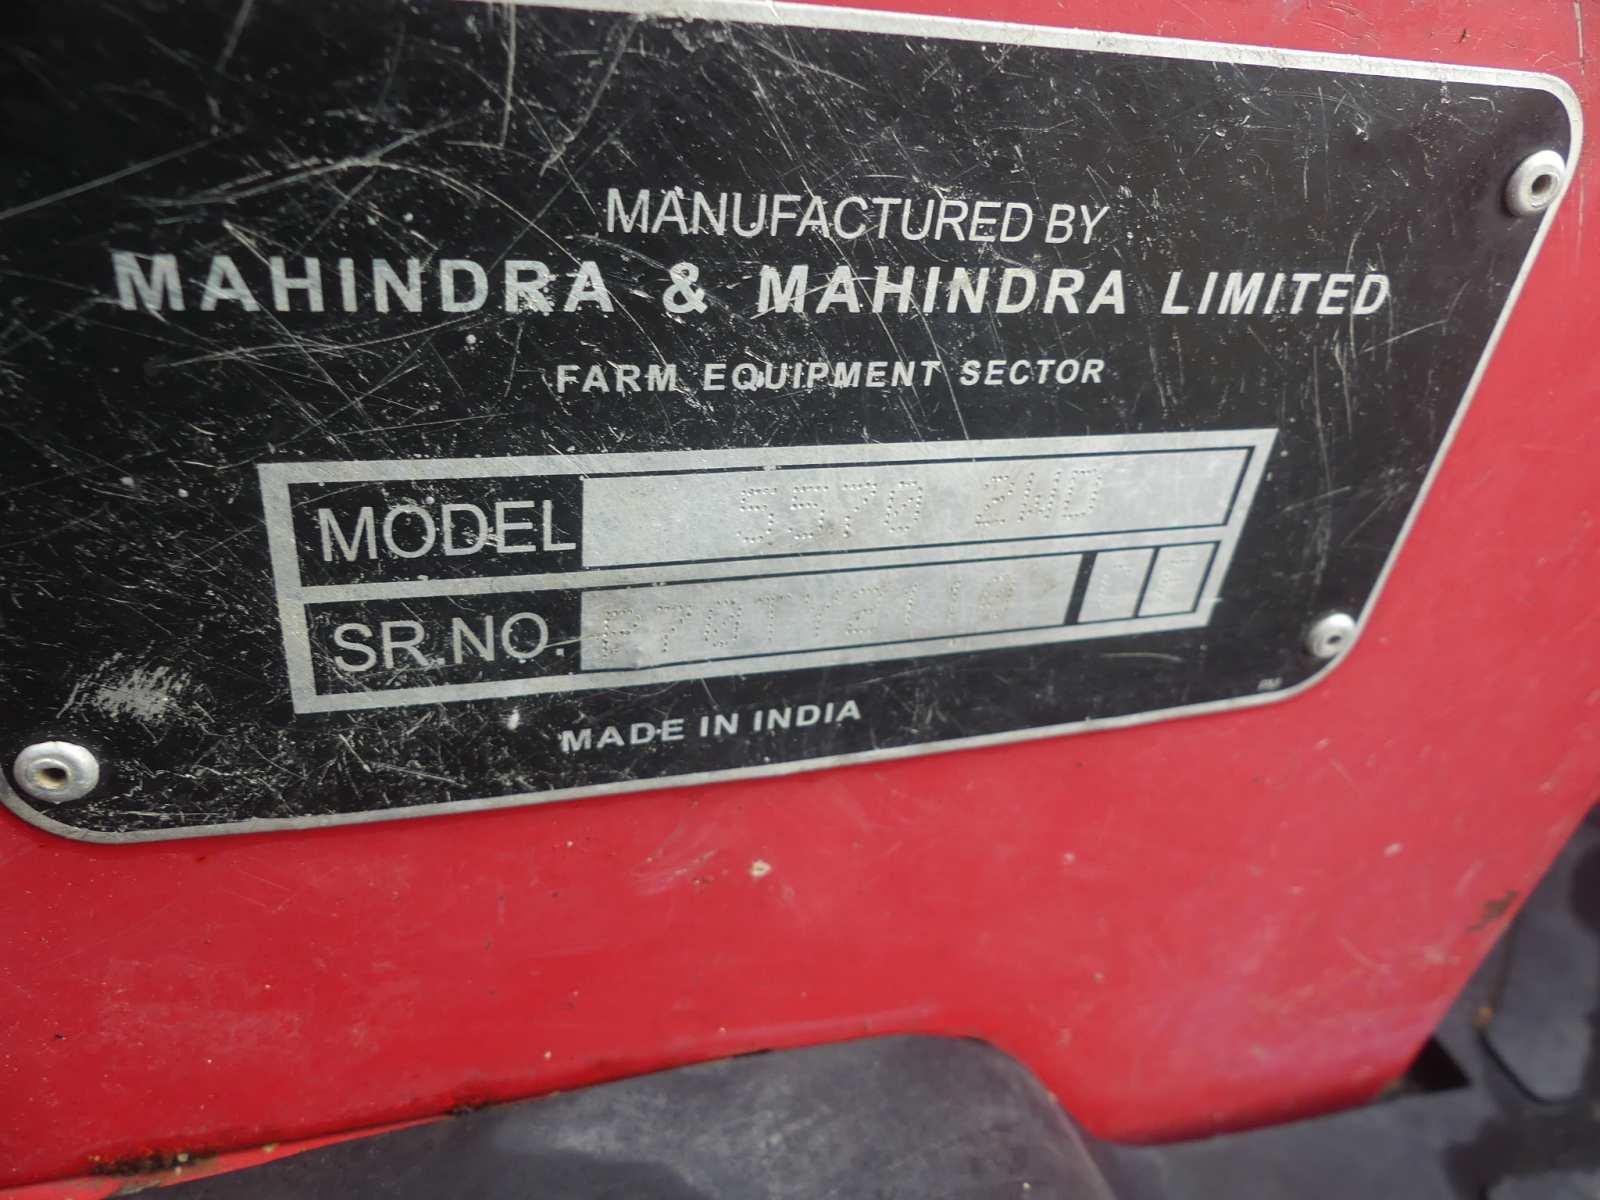 MANUFACTURED BY
MAHINDRA & MAHINDRA LIMITED
FARM EQUIPMENT SECTOR
MODEL 5570 2WD
SR.NO.
MADE IN INDIA